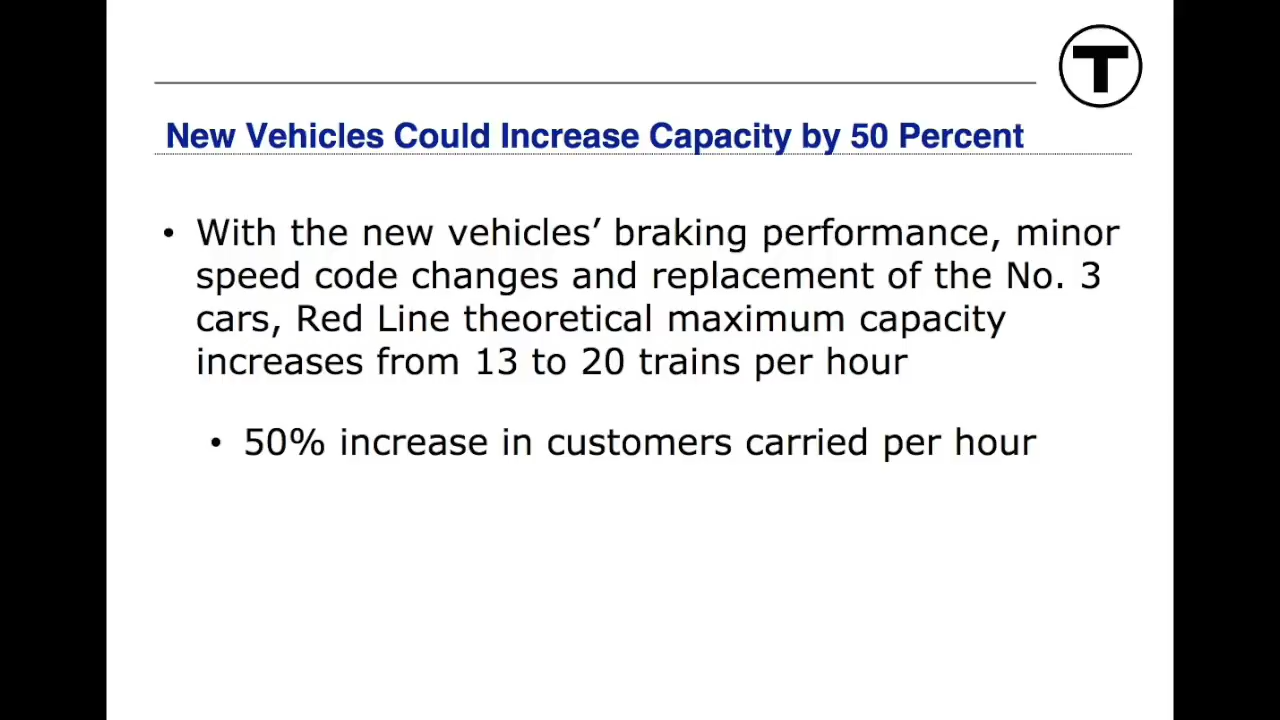 T
New Vehicles Could Increase Capacity by 50 Percent
• With the new vehicles’ braking performance, minor
speed code changes and replacement of the No. 3
cars, Red Line theoretical maximum capacity
increases from 13 to 20 trains per hour
• 50% increase in customers carried per hour